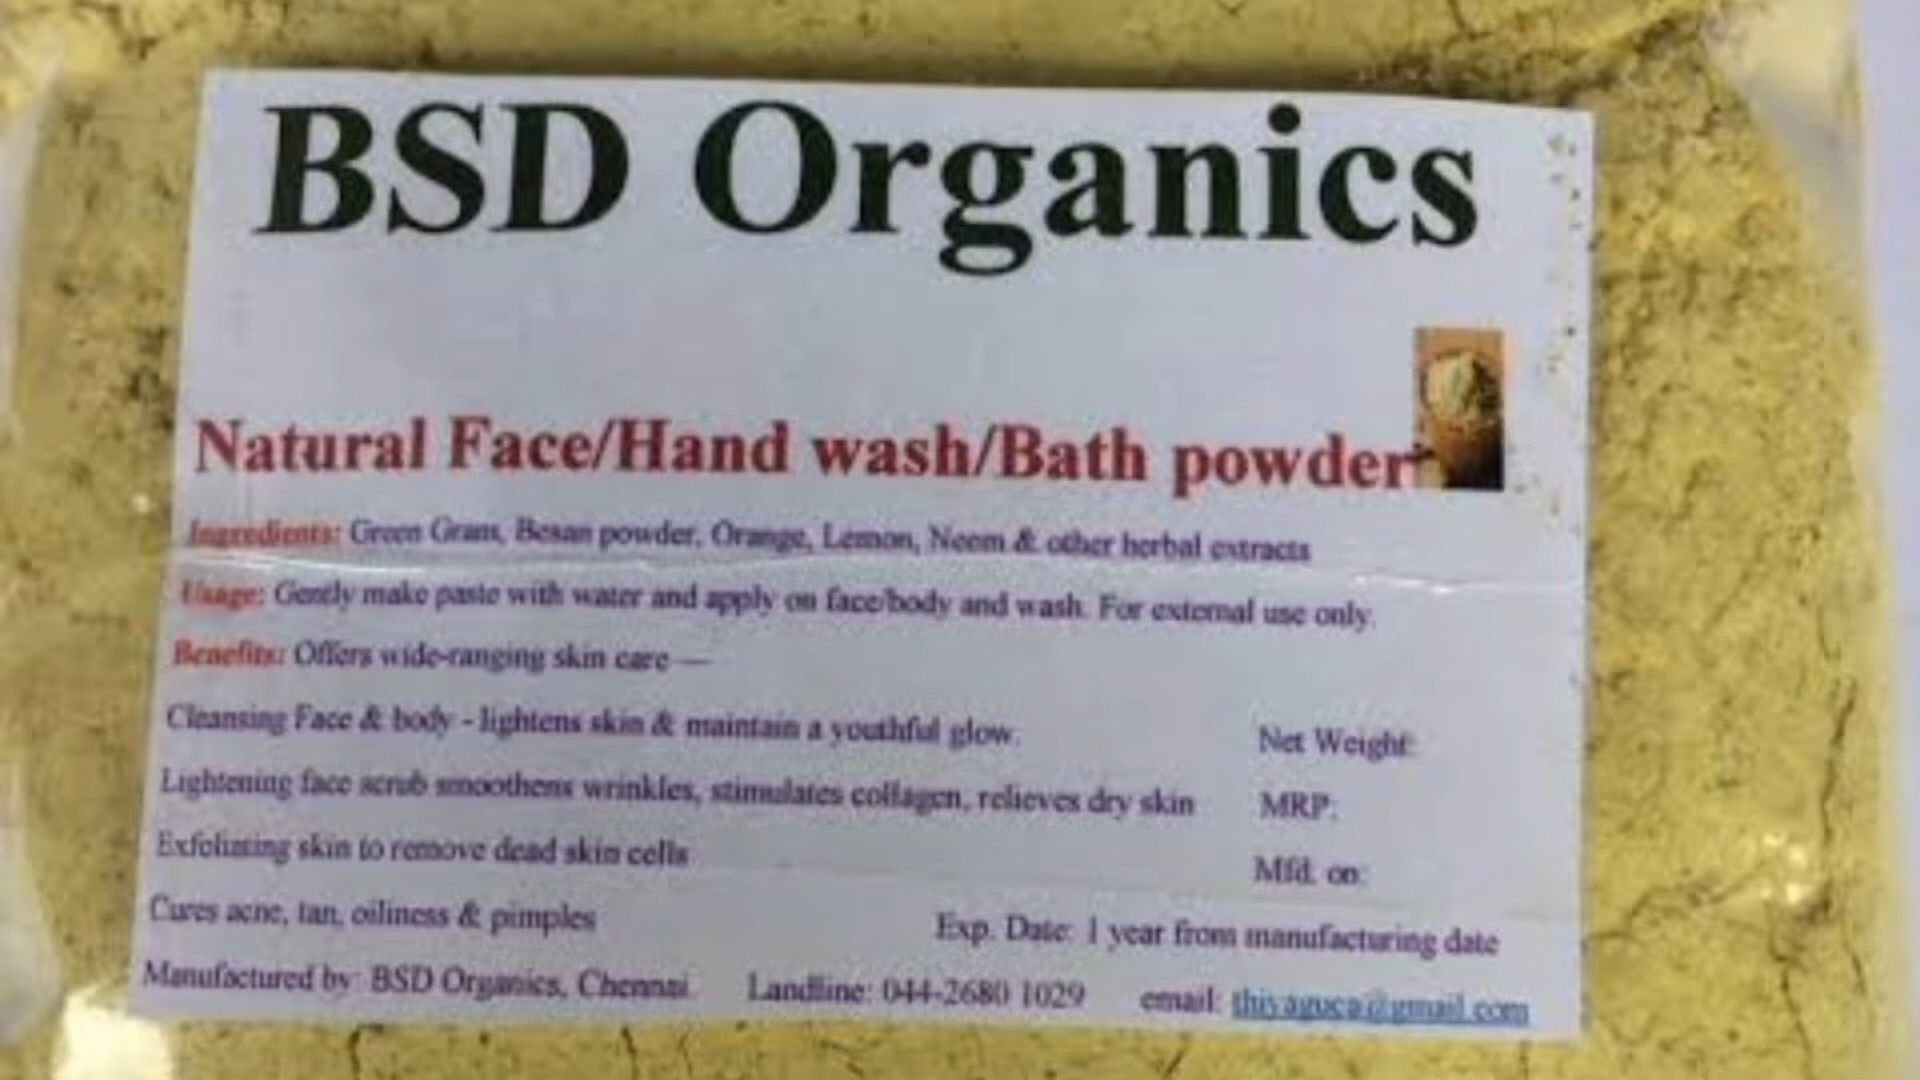 BSD Organics
Natural Face/Hand wash/Bath powder
Ingredients: Green Gram, Besan powder, Orange, Lemon, Neem & other herbal extracts
Usage: Gently make paste with water and apply on face/body and wash. For external use only.
Benefits: Offers wide-ranging skin care —
Cleansing Face & body - lightens skin & maintain a youthful glow.
Net Weight:
Lightening face scrub smoothens wrinkles, stimulates collagen, relieves dry skin
MRP:
Exfoliating skin to remove dead skin cells
Mfd. on:
Cures acne, tan, oiliness & pimples
Exp. Date: 1 year from manufacturing date
Manufactured by: BSD Organics, Chennai. Landline: 044-2680 1029 email: thiyaguca@gmail.com